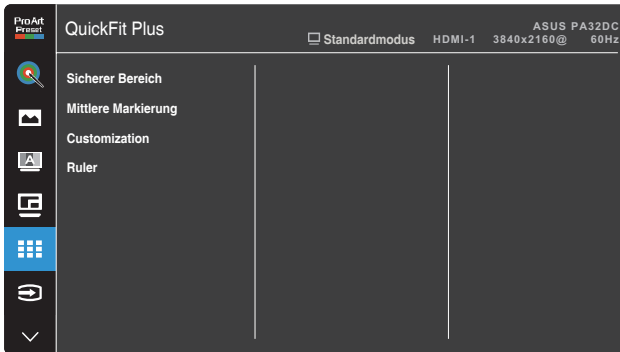 ProArt
Preset
QuickFit Plus
ASUS PA32DC
Standardmodus HDMI-1 3840x2160@ 60Hz
Sicherer Bereich
Mittlere Markierung
Customization
Ruler
A